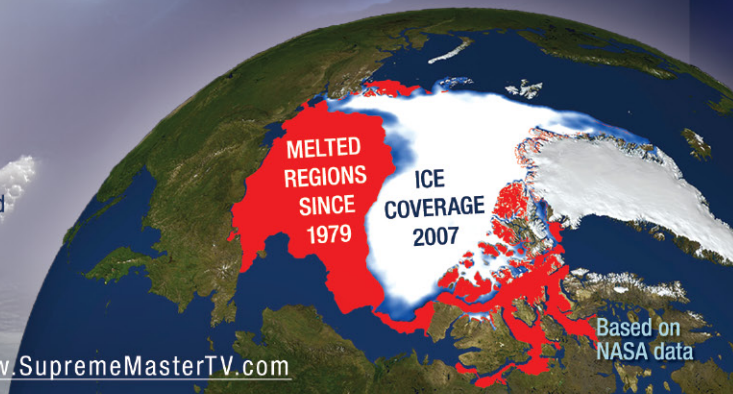 MELTED
REGIONS
SINCE
1979
ICE
COVERAGE
2007
Based on
NASA data
w.SupremeMasterTV.com